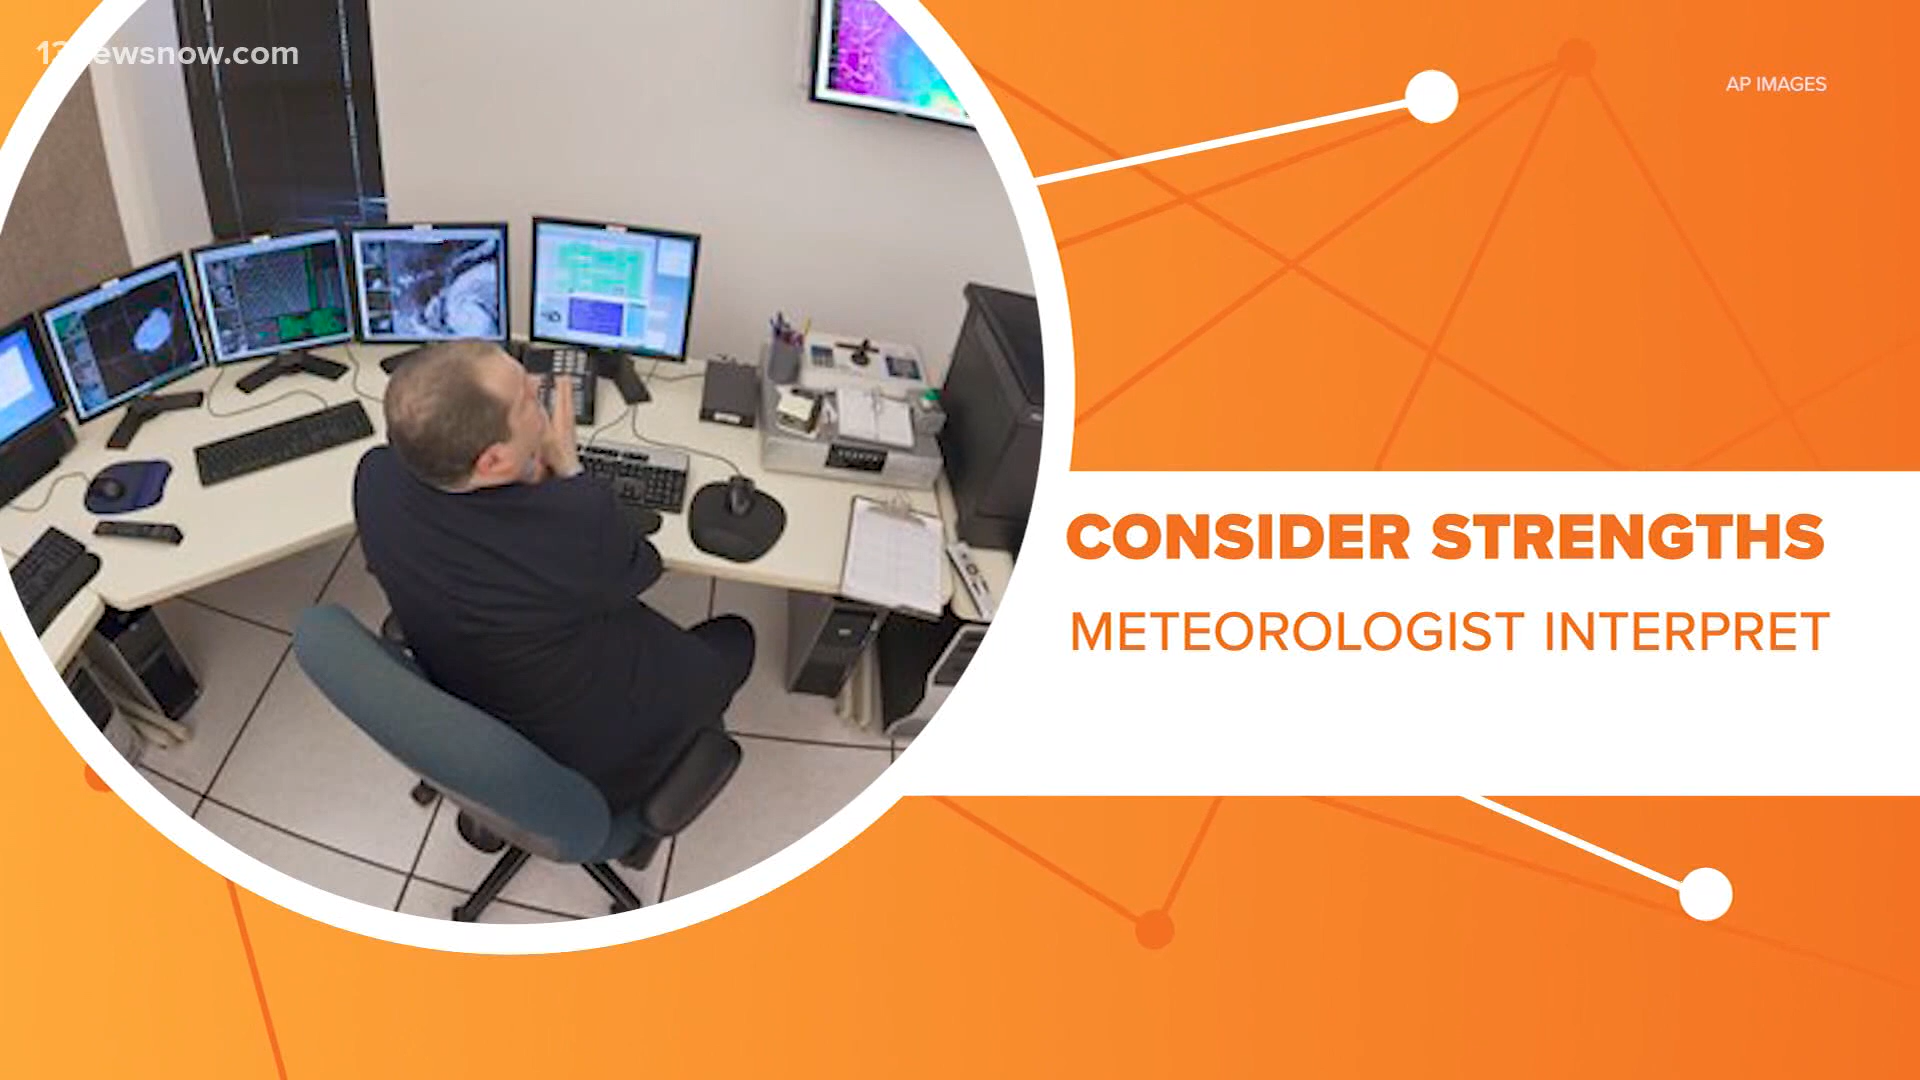 13newsnow.com
AP IMAGES
CONSIDER STRENGTHS
METEOROLOGIST INTERPRET